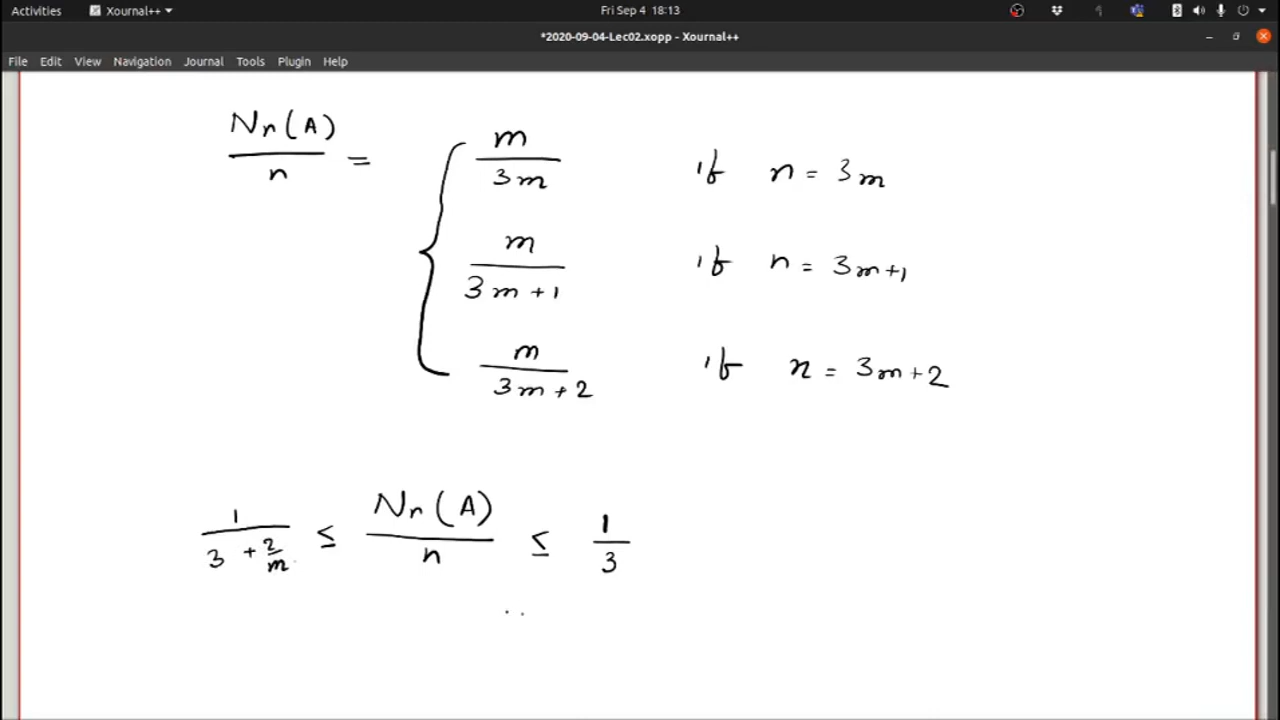 Activities Xournal++ Fri Sep 4 18:13
*2020-09-04-Lec02.xopp - Xournal++
File Edit View Navigation Journal Tools Plugin Help
Nn(A)/n = { m/3m if n = 3m
m/(3m+1) if n = 3m+1
m/(3m+2) if n = 3m+2
1/(3 + 2/m) ≤ Nn(A)/n ≤ 1/3